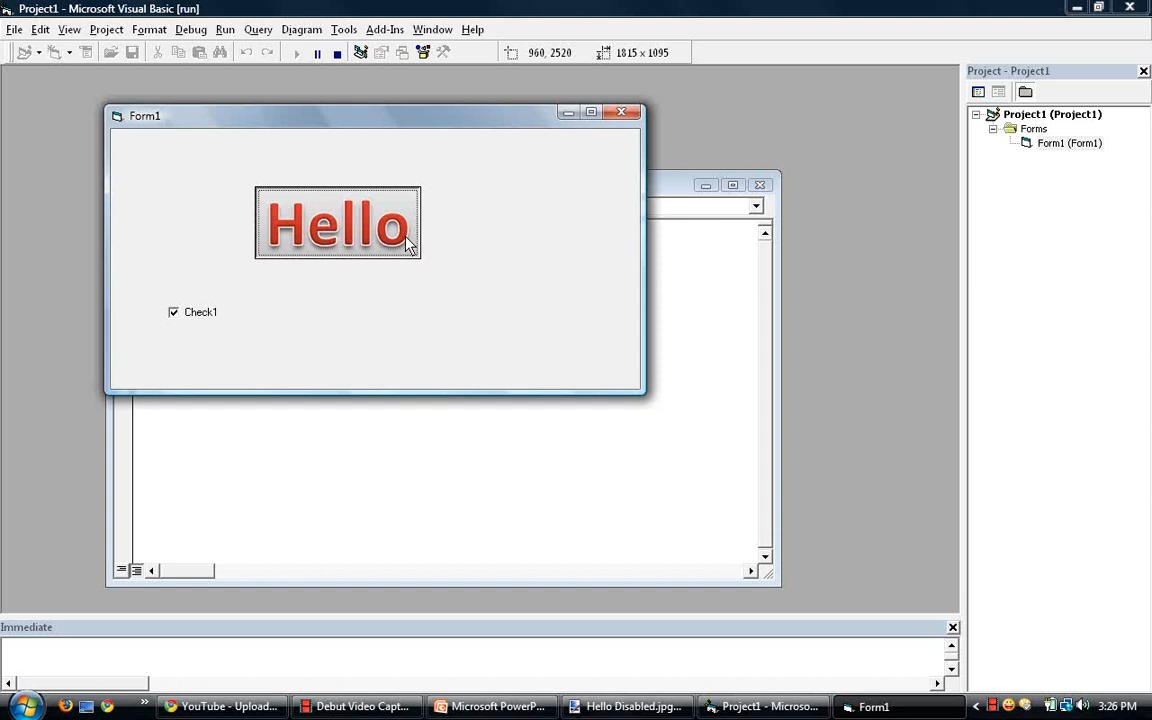 Project1 - Microsoft Visual Basic [run]
File Edit View Project Format Debug Run Query Diagram Tools Add-Ins Window Help
960, 2520 1815 x 1095
Project - Project1
Project1 (Project1)
Forms
Form1 (Form1)
Form1
Hello
Check1
Immediate
YouTube - Upload... Debut Video Capt... Microsoft PowerP... Hello Disabled.jpg... Project1 - Microso... Form1 3:26 PM